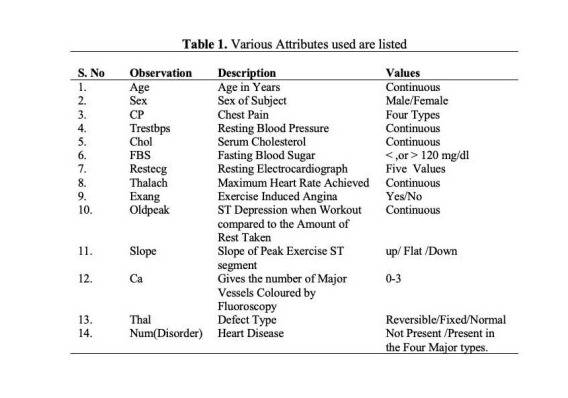 Table 1. Various Attributes used are listed
S. No Observation Description Values
1. Age Age in Years Continuous
2. Sex Sex of Subject Male/Female
3. CP Chest Pain Four Types
4. Trestbps Resting Blood Pressure Continuous
5. Chol Serum Cholesterol Continuous
6. FBS Fasting Blood Sugar <,or> 120 mg/dl
7. Restecg Resting Electrocardiograph Five Values
8. Thalach Maximum Heart Rate Achieved Continuous
9. Exang Exercise Induced Angina Yes/No
10. Oldpeak ST Depression when Workout Continuous
compared to the Amount of
Rest Taken
11. Slope Slope of Peak Exercise ST up/ Flat /Down
segment
12. Ca Gives the number of Major 0-3
Vessels Coloured by
Fluoroscopy
13. Thal Defect Type Reversible/Fixed/Normal
14. Num(Disorder) Heart Disease Not Present /Present in
the Four Major types.